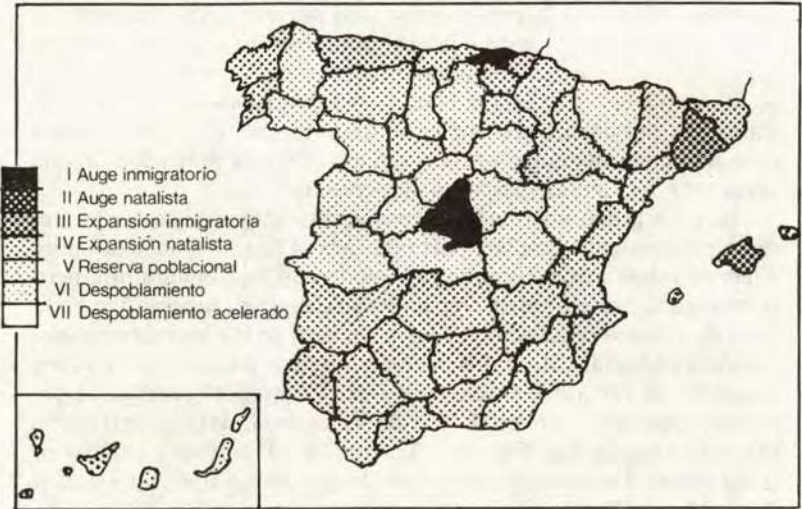 I Auge inmigratorio
II Auge natalista
III Expansión inmigratoria
IV Expansión natalista
V Reserva poblacional
VI Despoblamiento
VII Despoblamiento acelerado